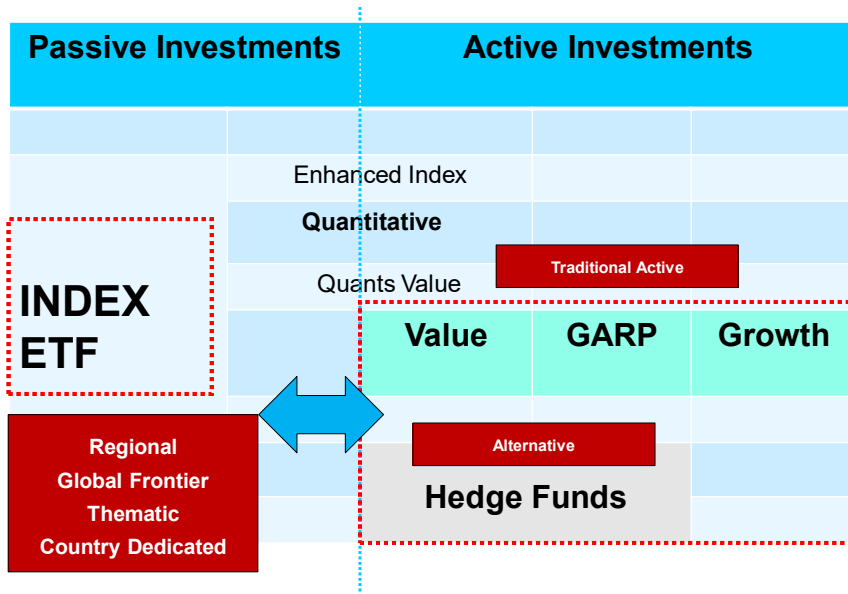 Passive Investments
Active Investments
Enhanced Index
Quantitative
Quants Value
Traditional Active
INDEX
ETF
Value
GARP
Growth
Regional
Global Frontier
Thematic
Country Dedicated
Alternative
Hedge Funds